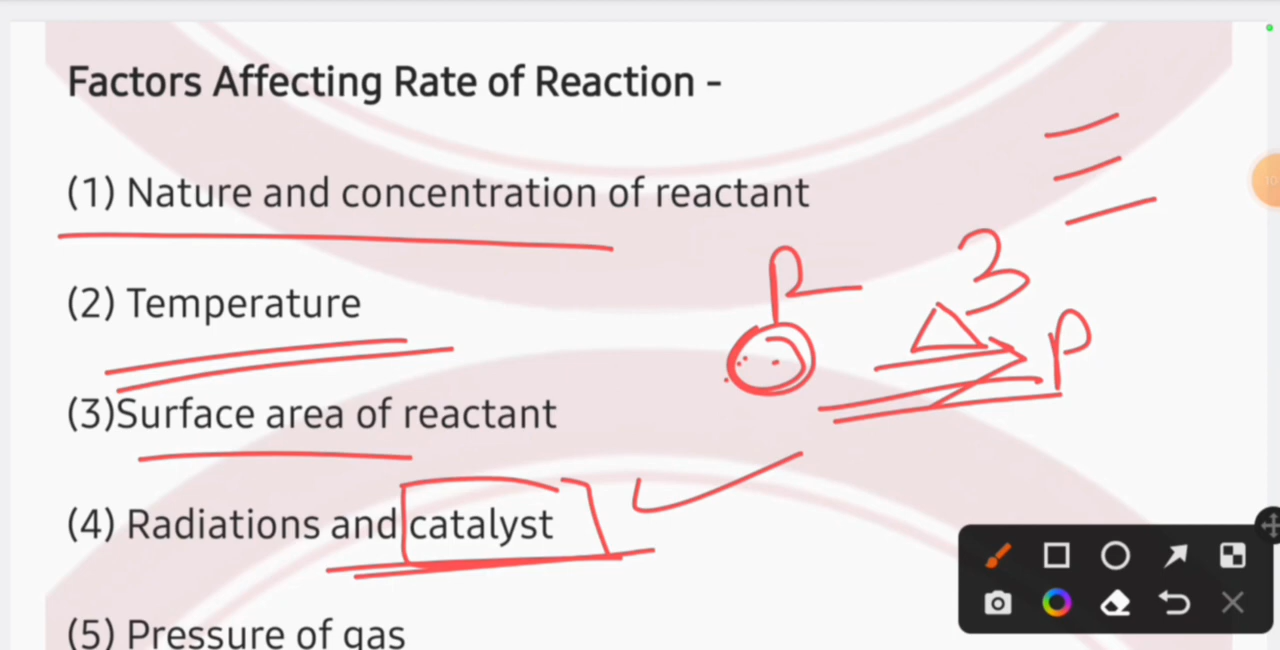 Factors Affecting Rate of Reaction -
(1) Nature and concentration of reactant
R
3
Δ
P
(2) Temperature
(3)Surface area of reactant
(4) Radiations and catalyst
(5) Pressure of gas